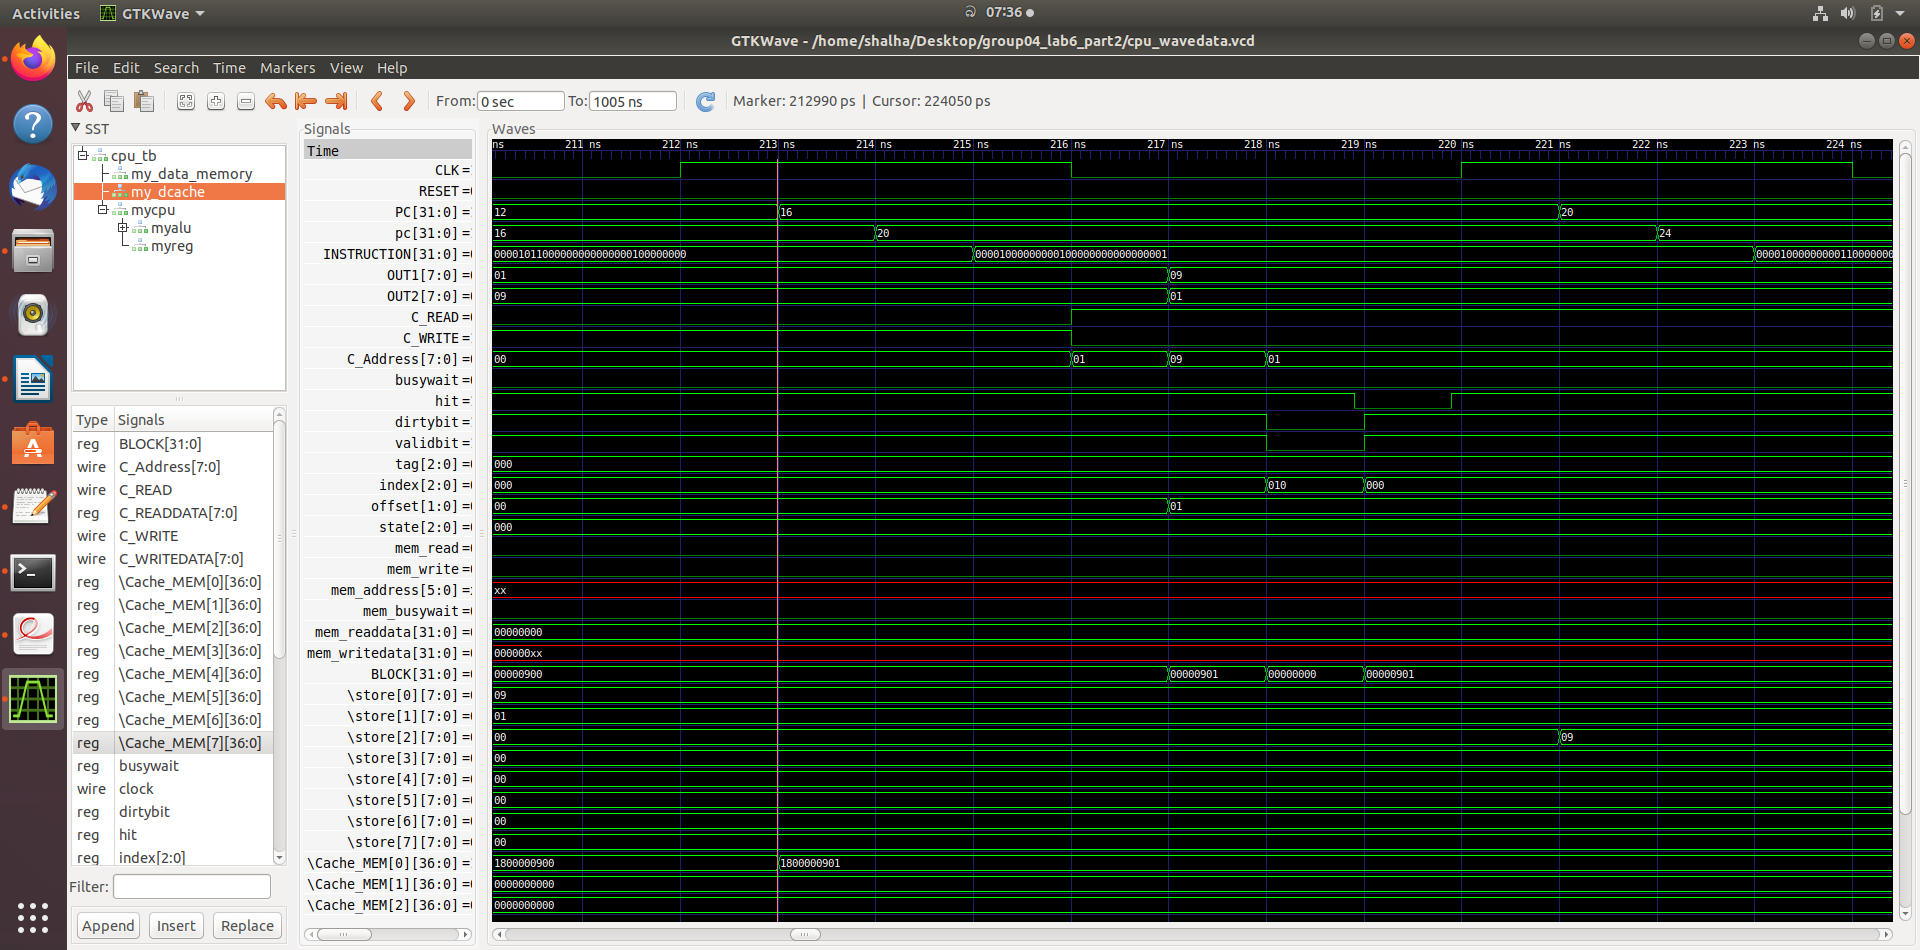 Activities GTKWave 07:36
GTKWave - /home/shalha/Desktop/group04_lab6_part2/cpu_wavedata.vcd
File Edit Search Time Markers View Help
From: 0 sec To: 1005 ns Marker: 212990 ps | Cursor: 224050 ps
SST
cpu_tb
my_data_memory
my_dcache
mycpu
myalu
myreg
Type Signals
reg BLOCK[31:0]
wire C_Address[7:0]
wire C_READ
reg C_READDATA[7:0]
wire C_WRITE
wire C_WRITEDATA[7:0]
reg \Cache_MEM[0][36:0]
reg \Cache_MEM[1][36:0]
reg \Cache_MEM[2][36:0]
reg \Cache_MEM[3][36:0]
reg \Cache_MEM[4][36:0]
reg \Cache_MEM[5][36:0]
reg \Cache_MEM[6][36:0]
reg \Cache_MEM[7][36:0]
reg busywait
wire clock
reg dirtybit
reg hit
reg index[2:0]
Filter:
Append Insert Replace
Signals
Time
Waves
ns 211 ns 212 ns 213 ns 214 ns 215 ns 216 ns 217 ns 218 ns 219 ns 220 ns 221 ns 222 ns 223 ns 224 ns
CLK =
RESET =
PC[31:0] = 12 16 20
pc[31:0] = 16 20 24
INSTRUCTION[31:0] = 00001011000000000000000100000000 00001000000000100000000000000001 0000100000000011000000
OUT1[7:0] = 01 09
OUT2[7:0] = 09 01
C_READ =
C_WRITE =
C_Address[7:0] = 00 01 09 01
busywait =
hit =
dirtybit =
validbit =
tag[2:0] = 000
index[2:0] = 000 010 000
offset[1:0] = 00 01
state[2:0] = 000
mem_read =
mem_write =
mem_address[5:0] = xx
mem_busywait =
mem_readdata[31:0] = 00000000
mem_writedata[31:0] = 000000xx
BLOCK[31:0] = 00000900 00000901 00000000 00000901
\store[0][7:0] = 09
\store[1][7:0] = 01
\store[2][7:0] = 00 09
\store[3][7:0] = 00
\store[4][7:0] = 00
\store[5][7:0] = 00
\store[6][7:0] = 00
\store[7][7:0] = 00
\Cache_MEM[0][36:0] = 1800000900 1800000901
\Cache_MEM[1][36:0] = 0000000000
\Cache_MEM[2][36:0] = 0000000000